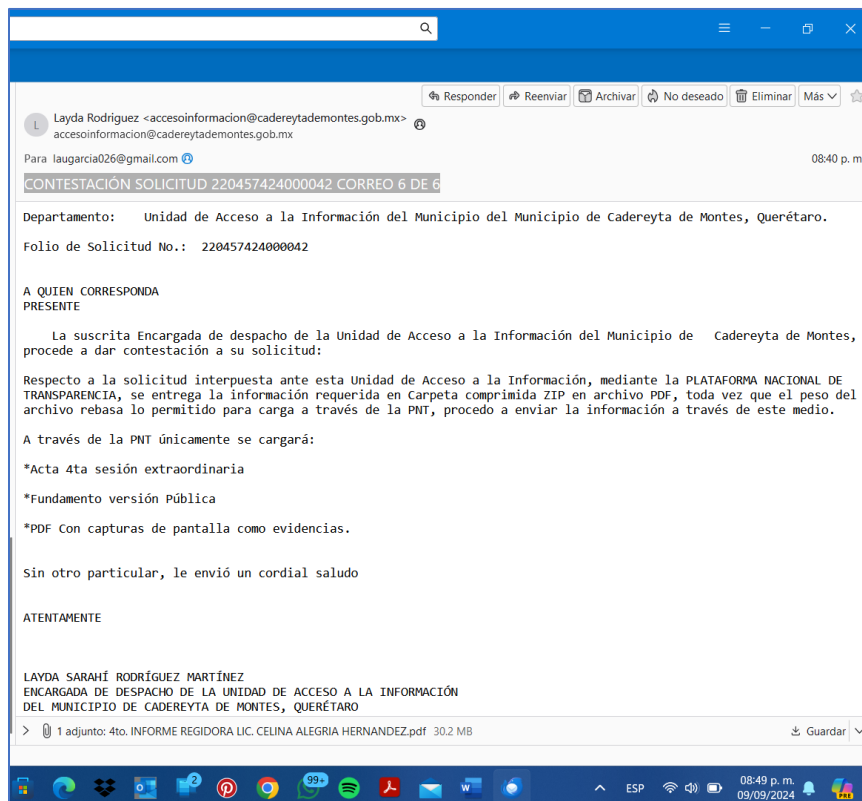 Responder Reenviar Archivar No deseado Eliminar Más
L Layda Rodriguez <accesoinformacion@cadereytademontes.gob.mx>
accesoinformacion@cadereytademontes.gob.mx
Para laugarcia026@gmail.com 08:40 p. m
CONTESTACIÓN SOLICITUD 220457424000042 CORREO 6 DE 6
Departamento: Unidad de Acceso a la Información del Municipio del Municipio de Cadereyta de Montes, Querétaro.
Folio de Solicitud No.: 220457424000042
A QUIEN CORRESPONDA
PRESENTE
La suscrita Encargada de despacho de la Unidad de Acceso a la Información del Municipio de Cadereyta de Montes,
procede a dar contestación a su solicitud:
Respecto a la solicitud interpuesta ante esta Unidad de Acceso a la Información, mediante la PLATAFORMA NACIONAL DE
TRANSPARENCIA, se entrega la información requerida en Carpeta comprimida ZIP en archivo PDF, toda vez que el peso del
archivo rebasa lo permitido para carga a través de la PNT, procedo a enviar la información a través de este medio.
A través de la PNT únicamente se cargará:
*Acta 4ta sesión extraordinaria
*Fundamento versión Pública
*PDF Con capturas de pantalla como evidencias.
Sin otro particular, le envió un cordial saludo
ATENTAMENTE
LAYDA SARAHÍ RODRÍGUEZ MARTÍNEZ
ENCARGADA DE DESPACHO DE LA UNIDAD DE ACCESO A LA INFORMACIÓN
DEL MUNICIPIO DE CADEREYTA DE MONTES, QUERÉTARO
1 adjunto: 4to. INFORME REGIDORA LIC. CELINA ALEGRIA HERNANDEZ.pdf 30.2 MB Guardar
2 99+ W ESP 08:49 p. m. PRE
09/09/2024